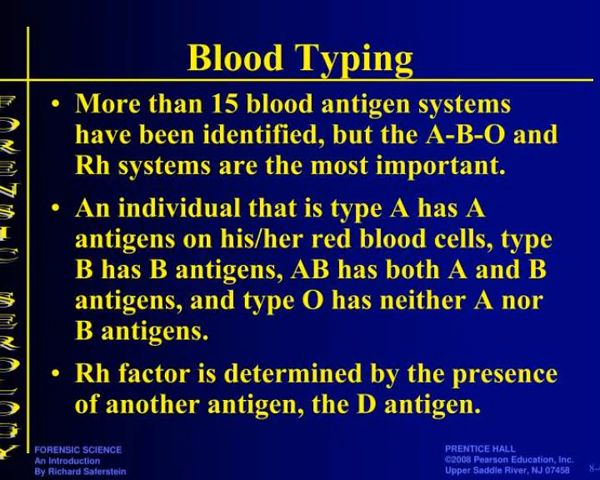 Blood Typing
• More than 15 blood antigen systems
have been identified, but the A-B-O and
Rh systems are the most important.
• An individual that is type A has A
antigens on his/her red blood cells, type
B has B antigens, AB has both A and B
antigens, and type O has neither A nor
B antigens.
• Rh factor is determined by the presence
of another antigen, the D antigen.
FORENSIC SEROLOGY
FORENSIC SCIENCE
An Introduction
By Richard Saferstein
PRENTICE HALL
©2008 Pearson Education, Inc.
Upper Saddle River, NJ 07458